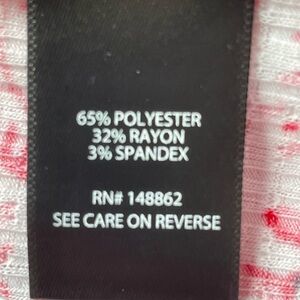 65% POLYESTER
32% RAYON
3% SPANDEX
RN# 148862
SEE CARE ON REVERSE